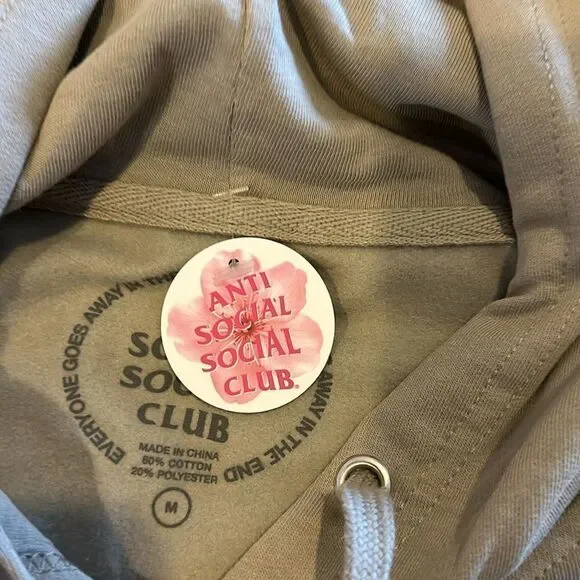 ANTI
SOCIAL
SOCIAL
CLUB.®
EVERYONE GOES AWAY IN THE
AWAY IN THE END
SO
SO
CLUB
MADE IN CHINA
60% COTTON
20% POLYESTER
M